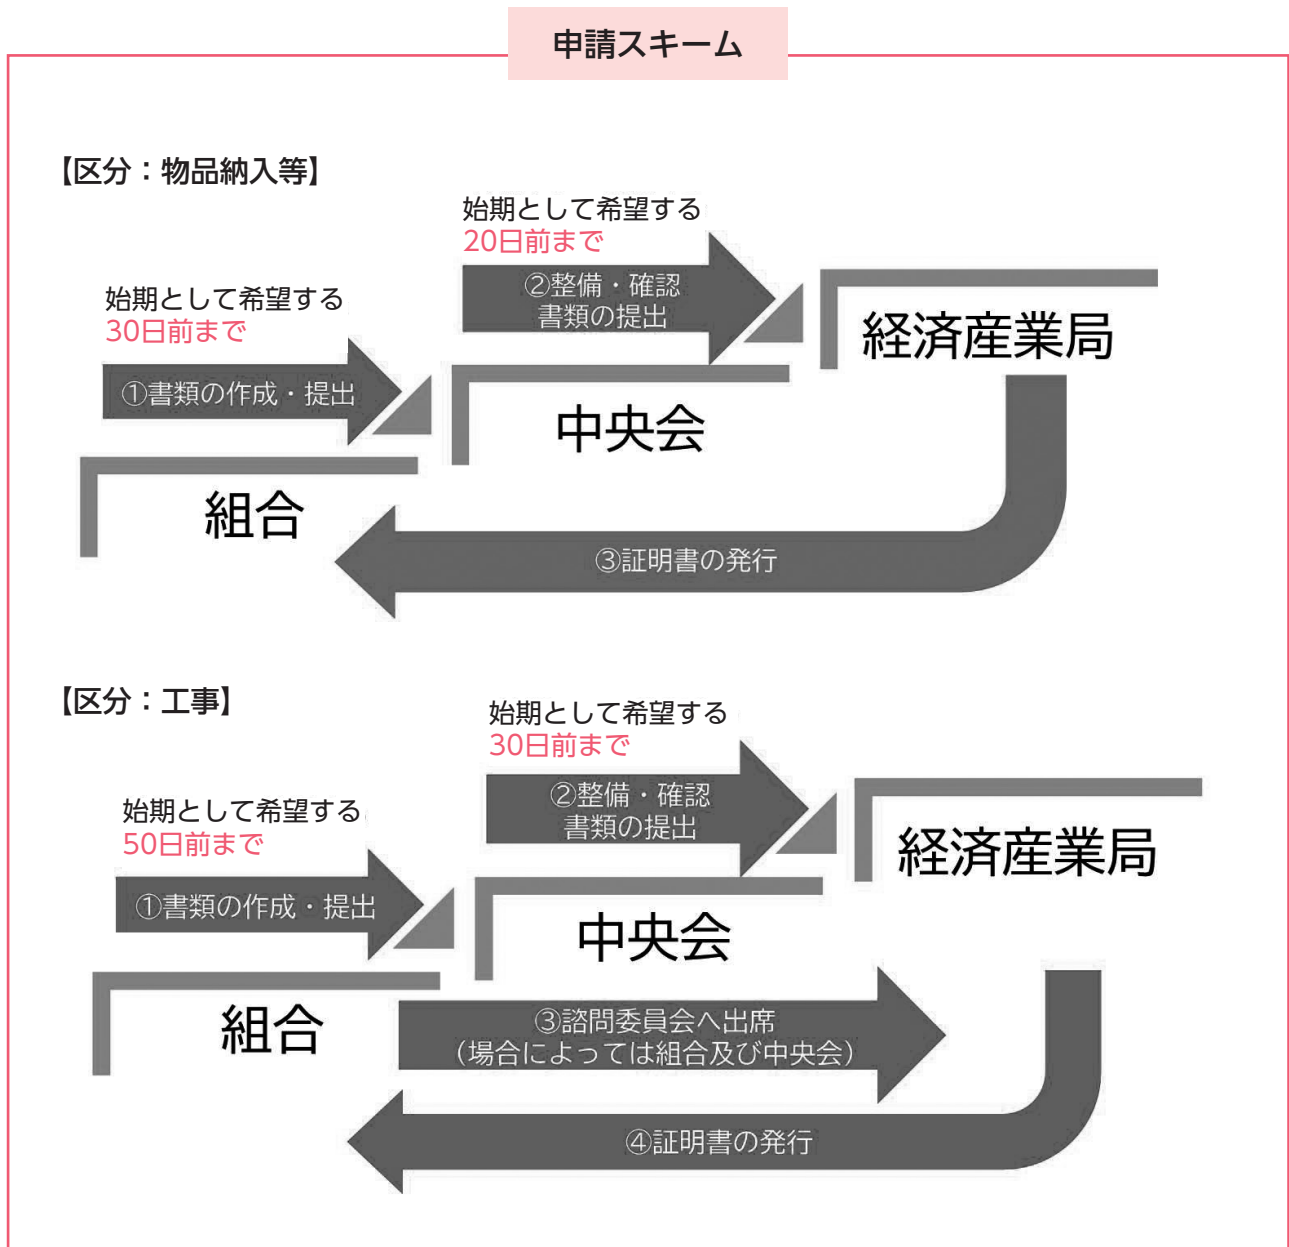 申請スキーム
【区分：物品納入等】
始期として希望する
20日前まで
②整備・確認
書類の提出
経済産業局
始期として希望する
30日前まで
①書類の作成・提出
中央会
組合
③証明書の発行
【区分：工事】
始期として希望する
30日前まで
②整備・確認
書類の提出
経済産業局
始期として希望する
50日前まで
①書類の作成・提出
中央会
組合
③諮問委員会へ出席
（場合によっては組合及び中央会）
④証明書の発行